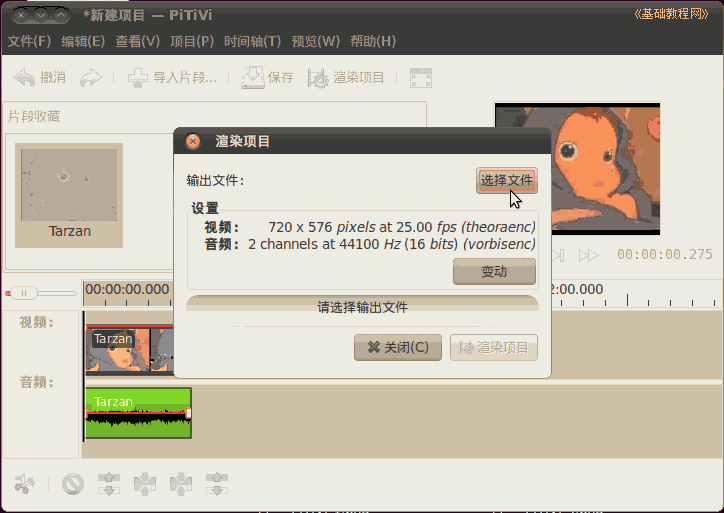 *新建项目 — PiTiVi
《基础教程网》
文件(F) 编辑(E) 查看(V) 项目(P) 时间轴(T) 预览(W) 帮助(H)
撤消 导入片段... 保存 渲染项目
片段收藏
Tarzan
渲染项目
输出文件:
选择文件
设置
视频: 720 x 576 pixels at 25.00 fps (theoraenc)
音频: 2 channels at 44100 Hz (16 bits) (vorbisenc)
变动
请选择输出文件
关闭(C) 渲染项目
00:00:00.275
00:00:00.000
2:00.000
视频:
Tarzan
音频:
Tarzan